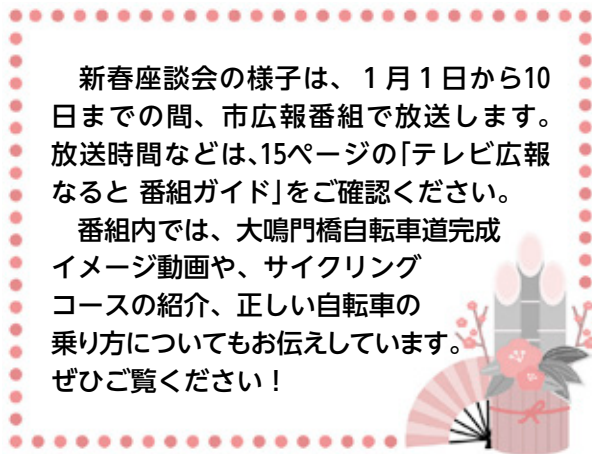 新春座談会の様子は、１月１日から10
日までの間、市広報番組で放送します。
放送時間などは、15ページの「テレビ広報
なると 番組ガイド」をご確認ください。
　番組内では、大鳴門橋自転車道完成
イメージ動画や、サイクリング
コースの紹介、正しい自転車の
乗り方についてもお伝えしています。
ぜひご覧ください！